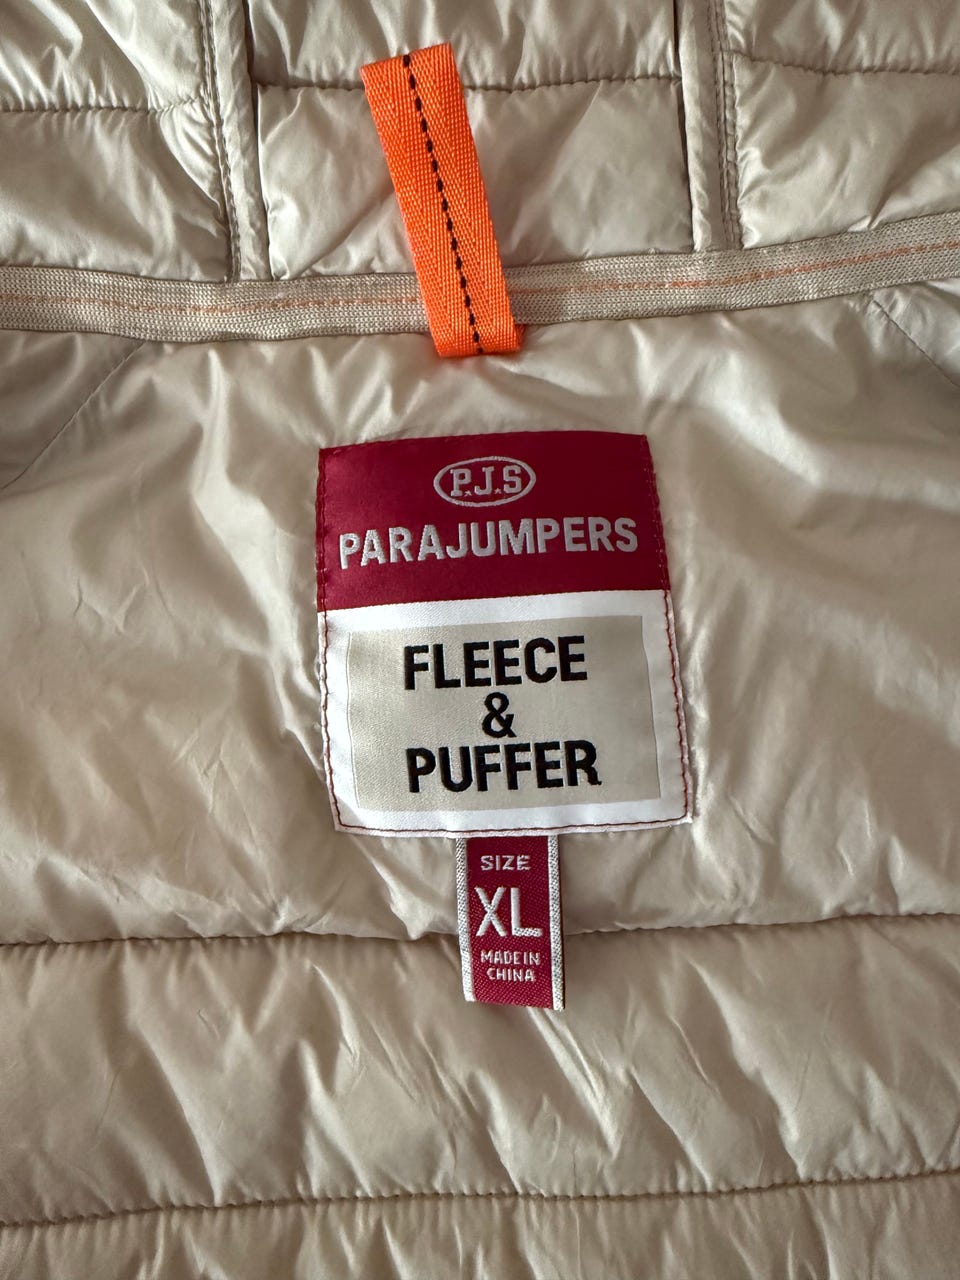 P.J.S
PARAJUMPERS
FLEECE
&
PUFFER
SIZE
XL
MADE IN
CHINA